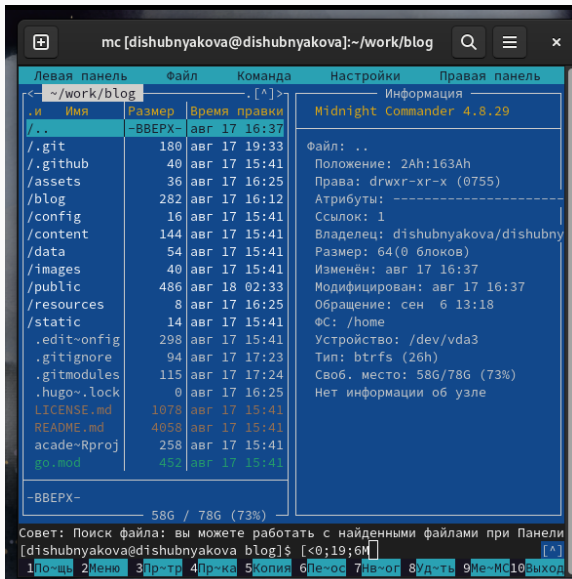 mc [dishubnyakova@dishubnyakova]:~/work/blog
Левая панель Файл Команда Настройки Правая панель
<— ~/work/blog .[^]>
.и Имя Размер Время правки
/.. -ВВЕРХ- авг 17 16:37
/.git 180 авг 17 19:33
/.github 40 авг 17 15:41
/assets 36 авг 17 16:25
/blog 282 авг 17 16:12
/config 16 авг 17 15:41
/content 144 авг 17 15:41
/data 54 авг 17 15:41
/images 40 авг 17 15:41
/public 486 авг 18 02:33
/resources 8 авг 17 16:25
/static 14 авг 17 15:41
.edit~onfig 298 авг 17 15:41
.gitignore 94 авг 17 17:23
.gitmodules 115 авг 17 17:24
.hugo~.lock 0 авг 17 16:25
LICENSE.md 1078 авг 17 15:41
README.md 4058 авг 17 15:41
acade~Rproj 258 авг 17 15:41
go.mod 452 авг 17 15:41
-ВВЕРХ-
58G / 78G (73%)
Информация
Midnight Commander 4.8.29
Файл: ..
Положение: 2Ah:163Ah
Права: drwxr-xr-x (0755)
Атрибуты: ----------------------
Ссылок: 1
Владелец: dishubnyakova/dishubny
Размер: 64(0 блоков)
Изменён: авг 17 16:37
Модифицирован: авг 17 16:37
Обращение: сен 6 13:18
ФС: /home
Устройство: /dev/vda3
Тип: btrfs (26h)
Своб. место: 58G/78G (73%)
Нет информации об узле
Совет: Поиск файла: вы можете работать с найденными файлами при Панели
[dishubnyakova@dishubnyakova blog]$ [<0;19;6M [^]
1По~щь 2Меню 3Пр~тр 4Пр~ка 5Копия 6Пе~ос 7Нв~ог 8Уд~ть 9Ме~МС10Выход